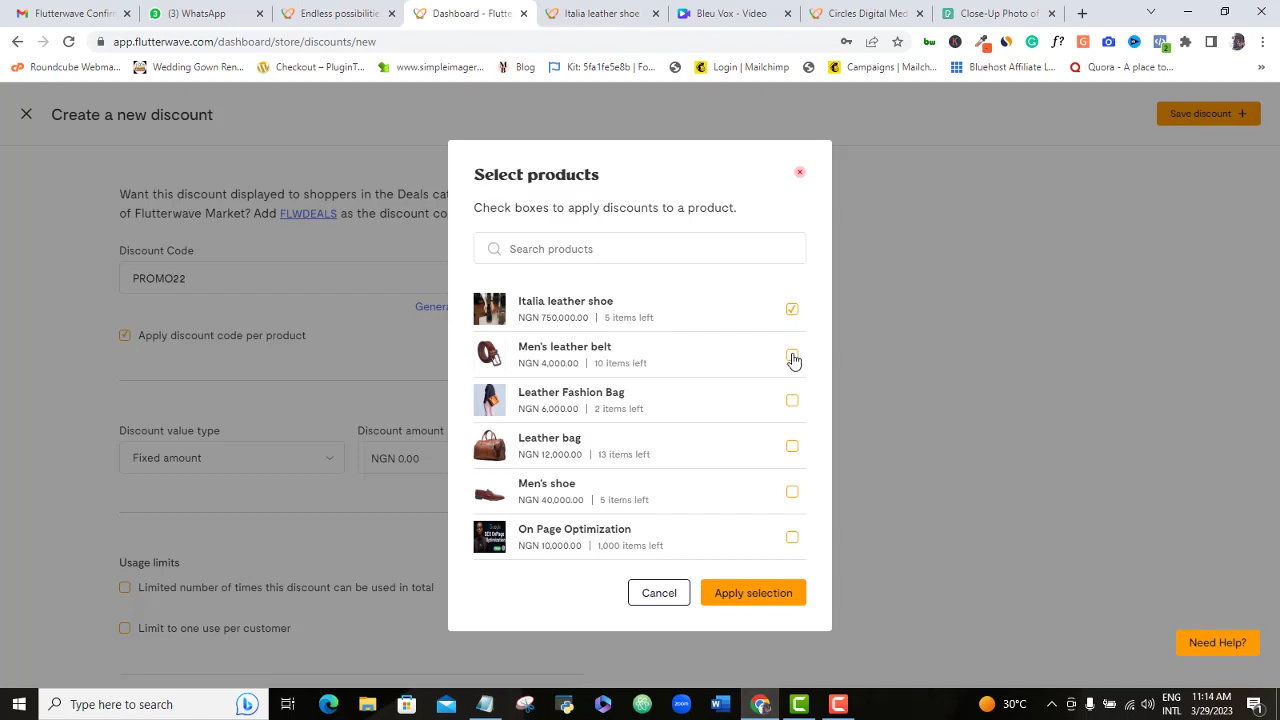 (3) WhatsApp
Endless possibilitie
Dashboard - Flutte
Italia leather shoe
Bleu Vox - selection
Circles Digital Med
Close-Up Photo of
app.flutterwave.com/dashboard/store/discounts/new
Roundcube Webma...
Wedding Gown Ren...
Checkout – PluginT...
www.simpleimager...
Blog
Kit: 5fa1fe5e8b | Fo...
Login | Mailchimp
Campaigns | Mailch...
Bluehost Affiliate L...
Quora - A place to...
Create a new discount
Save discount +
Want this discount displayed to shoppers in the Deals cat
of Flutterwave Market? Add FLWDEALS as the discount co
Discount Code
PROMO22
Genera
Apply discount code per product
Discount value type
Discount amount
Fixed amount
NGN 0.00
Usage limits
Limited number of times this discount can be used in total
Limit to one use per customer
Select products
Check boxes to apply discounts to a product.
Search products
Italia leather shoe
NGN 750,000.00 | 5 items left
Men's leather belt
NGN 4,000.00 | 10 items left
Leather Fashion Bag
NGN 6,000.00 | 2 items left
Leather bag
NGN 12,000.00 | 13 items left
Men's shoe
NGN 40,000.00 | 5 items left
On Page Optimization
NGN 10,000.00 | 1,000 items left
Cancel
Apply selection
Need Help?
Type here to search
30°C
ENG
INTL
11:14 AM
3/29/2023